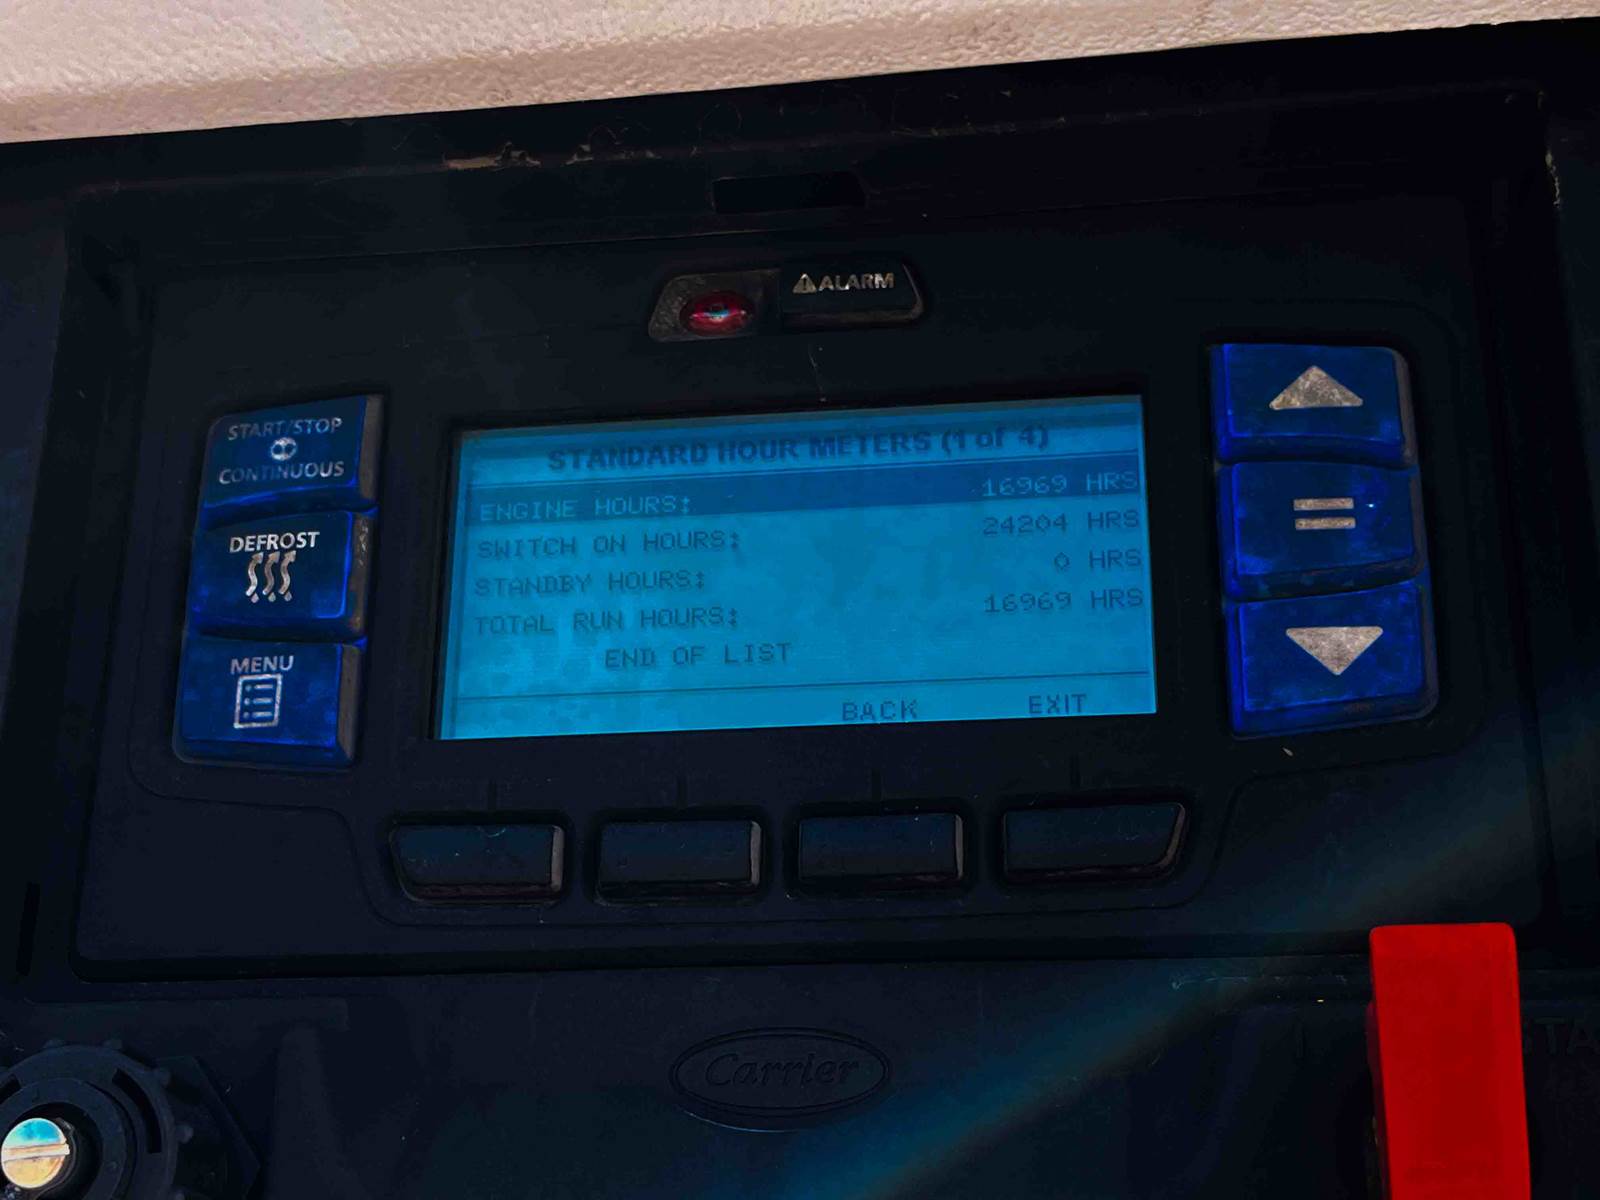 ⚠ALARM
START/STOP
CONTINUOUS
DEFROST
MENU
STANDARD HOUR METERS (1 of 4)
ENGINE HOURS: 16969 HRS
SWITCH ON HOURS: 24204 HRS
STANDBY HOURS: 0 HRS
TOTAL RUN HOURS: 16969 HRS
END OF LIST
BACK EXIT
=
Carrier